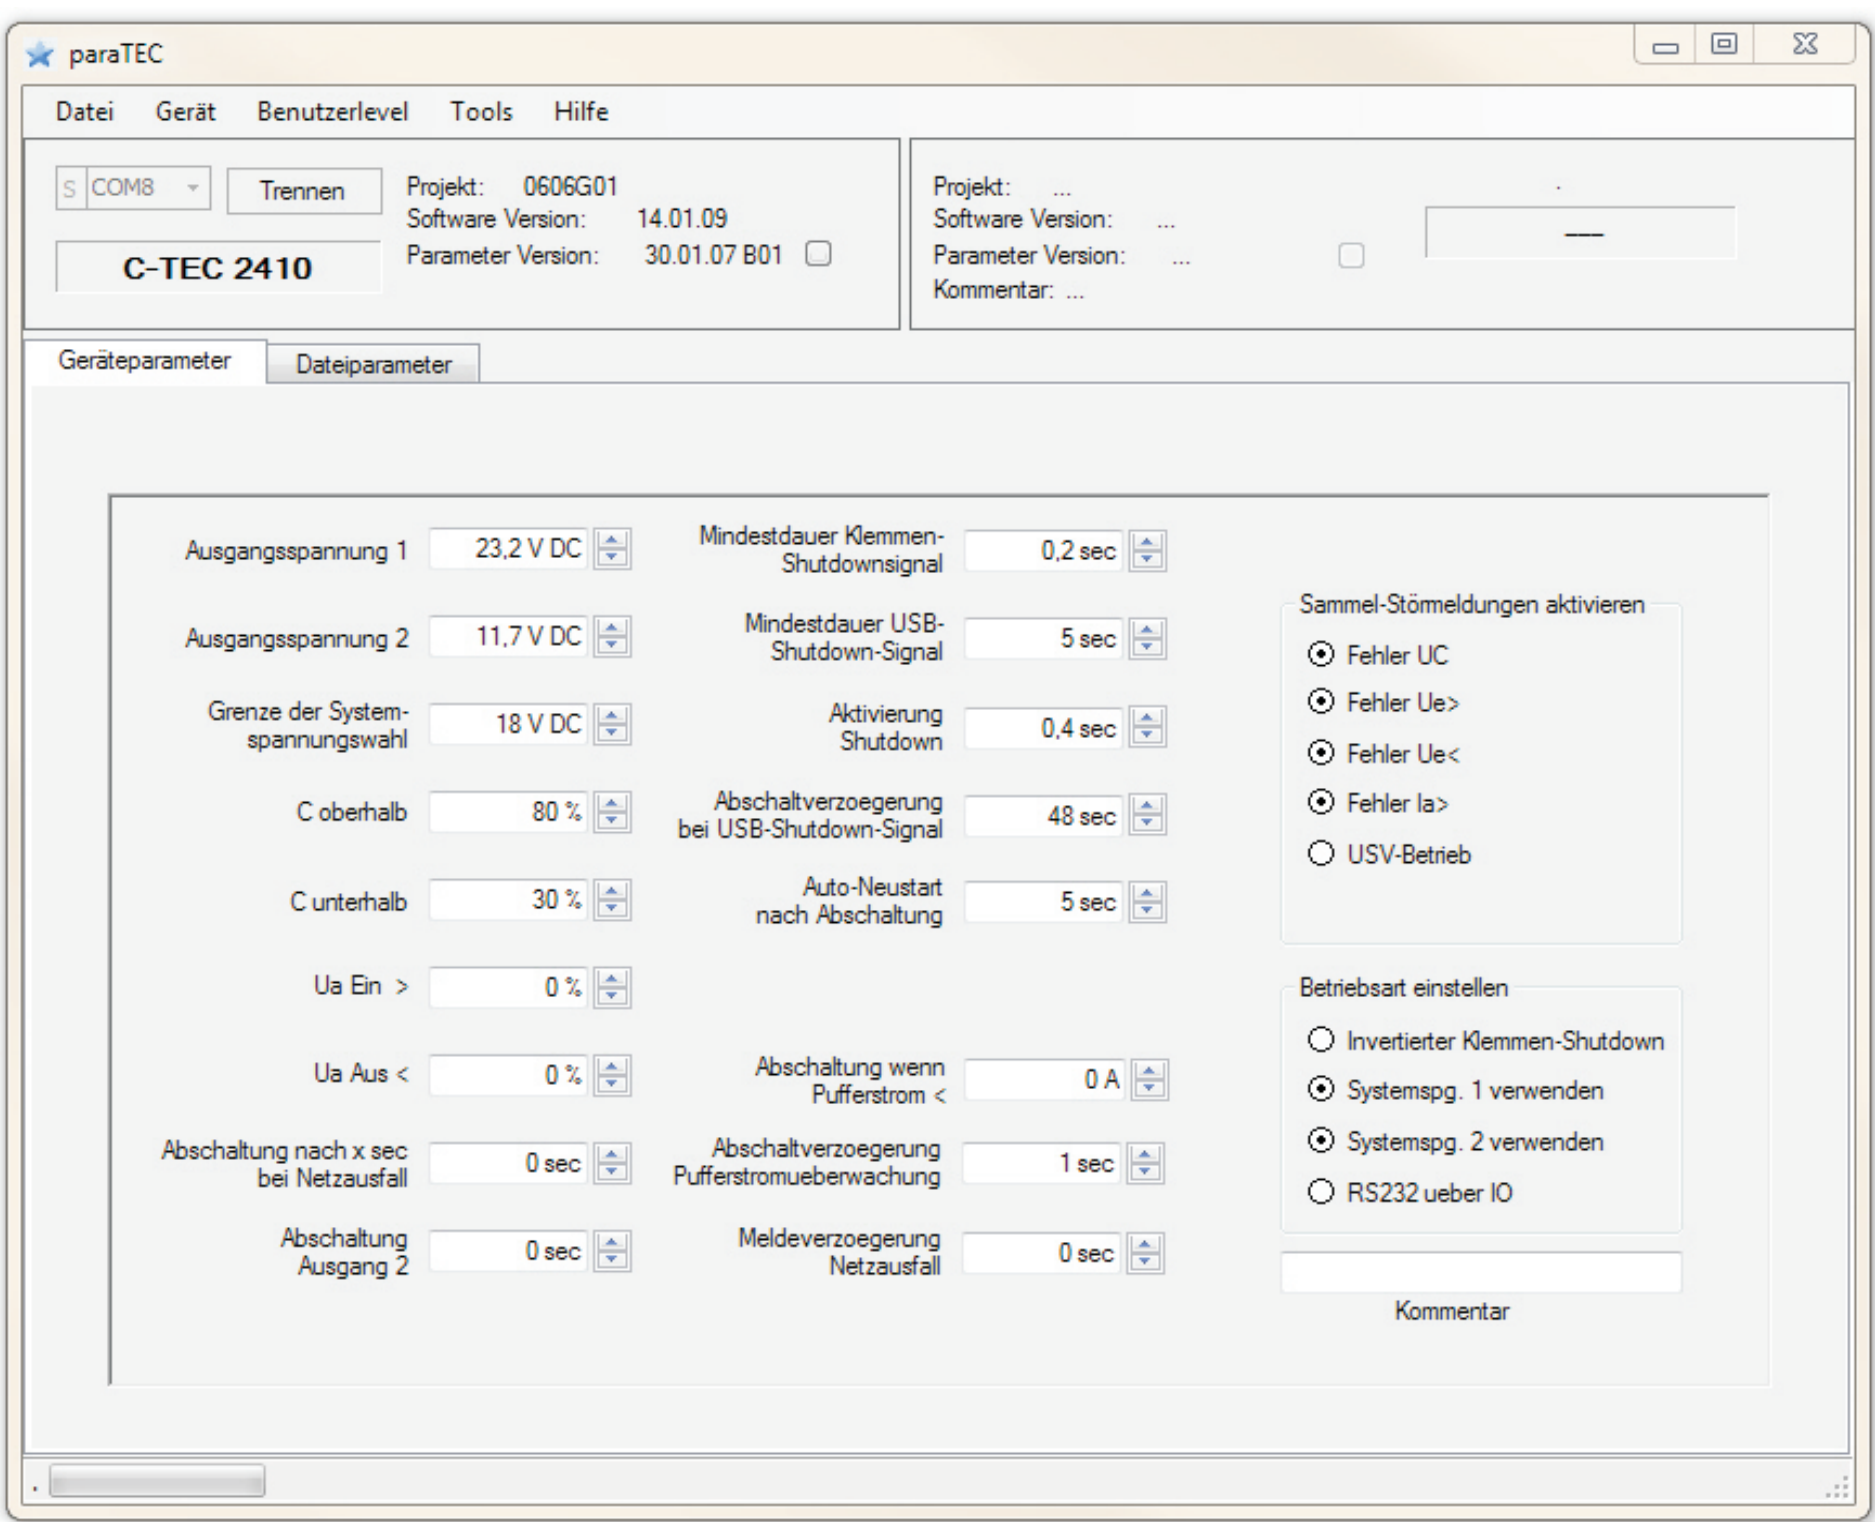 paraTEC
Datei Gerät Benutzerlevel Tools Hilfe
S COM8 Trennen
C-TEC 2410
Projekt: 0606G01
Software Version: 14.01.09
Parameter Version: 30.01.07 B01
Projekt: ...
Software Version: ...
Parameter Version: ...
Kommentar: ...
---
Geräteparameter Dateiparameter
Ausgangsspannung 1 23,2 V DC
Ausgangsspannung 2 11,7 V DC
Grenze der System-
spannungswahl 18 V DC
C oberhalb 80 %
C unterhalb 30 %
Ua Ein > 0 %
Ua Aus < 0 %
Abschaltung nach x sec
bei Netzausfall 0 sec
Abschaltung
Ausgang 2 0 sec
Mindestdauer Klemmen-
Shutdownsignal 0,2 sec
Mindestdauer USB-
Shutdown-Signal 5 sec
Aktivierung
Shutdown 0,4 sec
Abschaltverzoegerung
bei USB-Shutdown-Signal 48 sec
Auto-Neustart
nach Abschaltung 5 sec
Abschaltung wenn
Pufferstrom < 0 A
Abschaltverzoegerung
Pufferstromueberwachung 1 sec
Meldeverzoegerung
Netzausfall 0 sec
Sammel-Störmeldungen aktivieren
Fehler UC
Fehler Ue>
Fehler Ue<
Fehler Ia>
USV-Betrieb
Betriebsart einstellen
Invertierter Klemmen-Shutdown
Systemspg. 1 verwenden
Systemspg. 2 verwenden
RS232 ueber IO
Kommentar